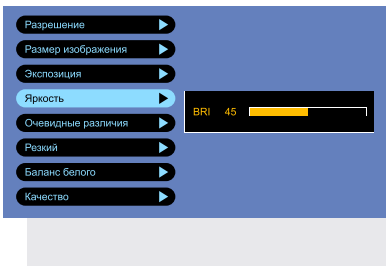 Разрешение
Размер изображения
Экспозиция
Яркость
BRI 45
Очевидные различия
Резкий
Баланс белого
Качество